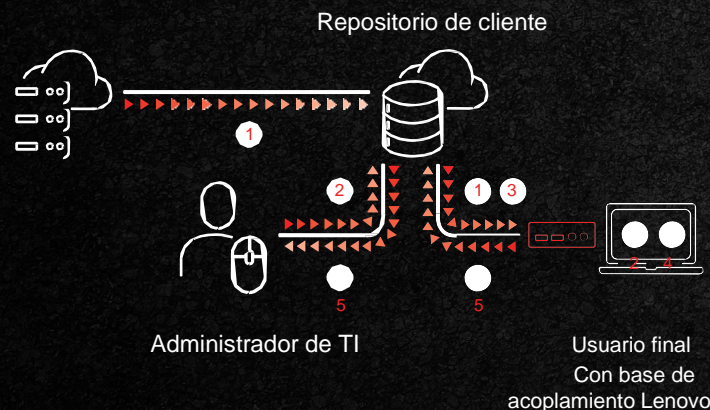 Repositorio de cliente
1
2
1 3
2 4
5
5
Administrador de TI
Usuario final
Con base de
acoplamiento Lenovo